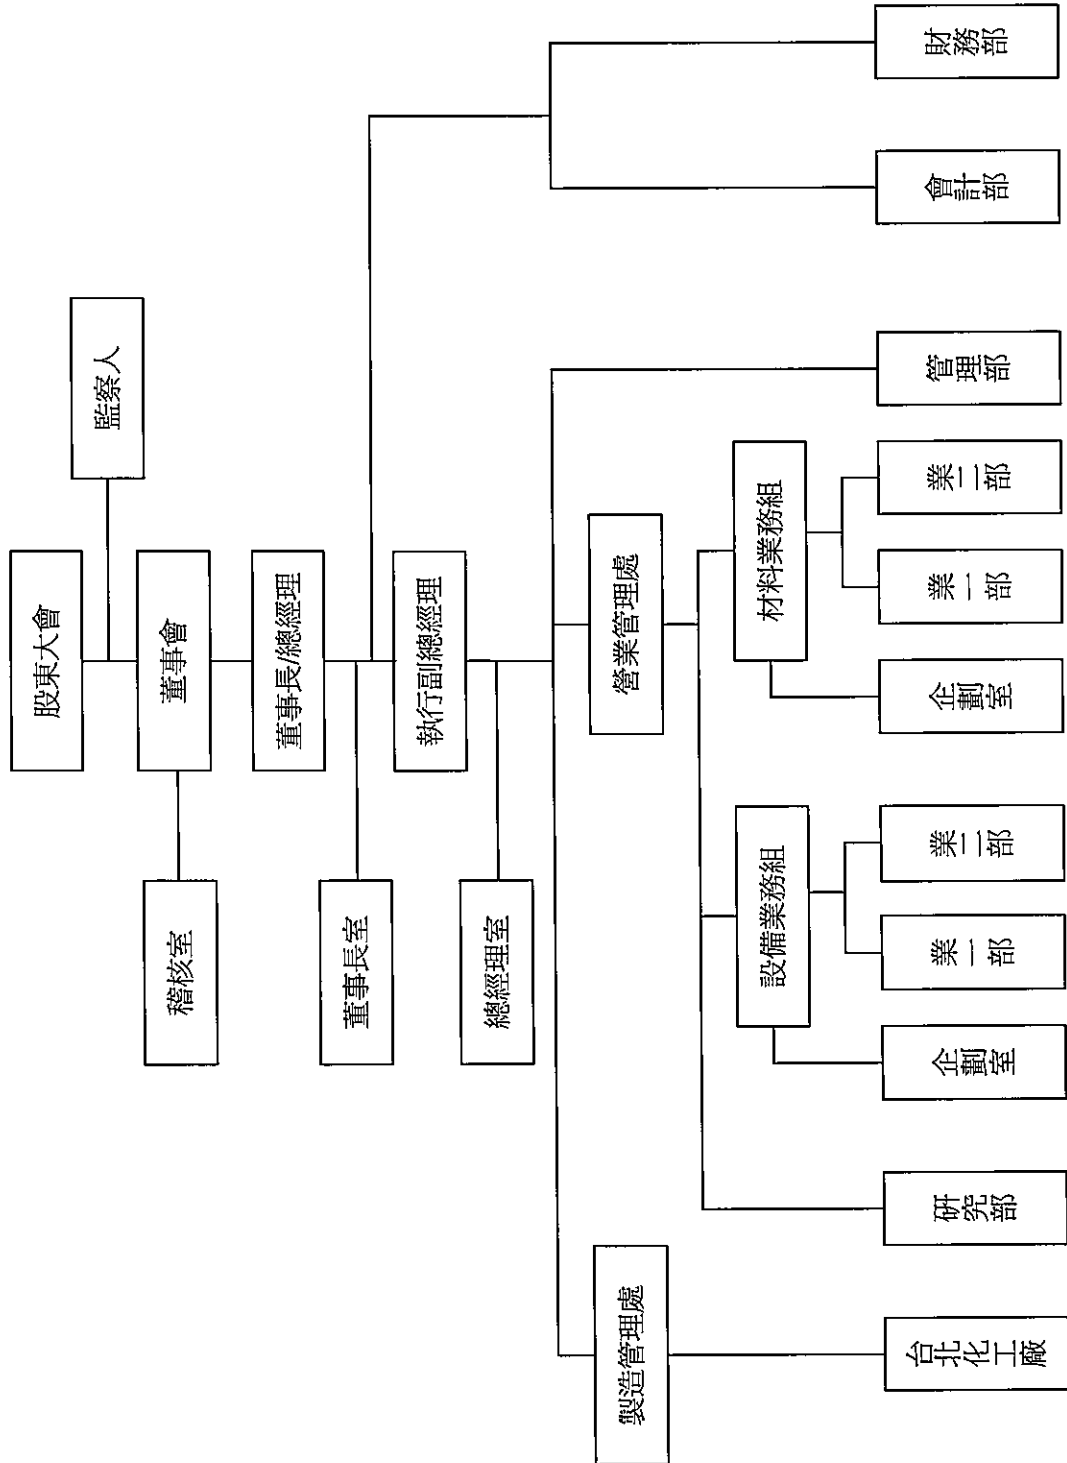 股東大會
監察人
董事會
稽核室
董事長/總經理
董事長室
執行副總經理
總經理室
製造管理處
營業管理處
設備業務組
材料業務組
台北化工廠
研究部
企劃室
業一部
業二部
企劃室
業一部
業二部
管理部
會計部
財務部